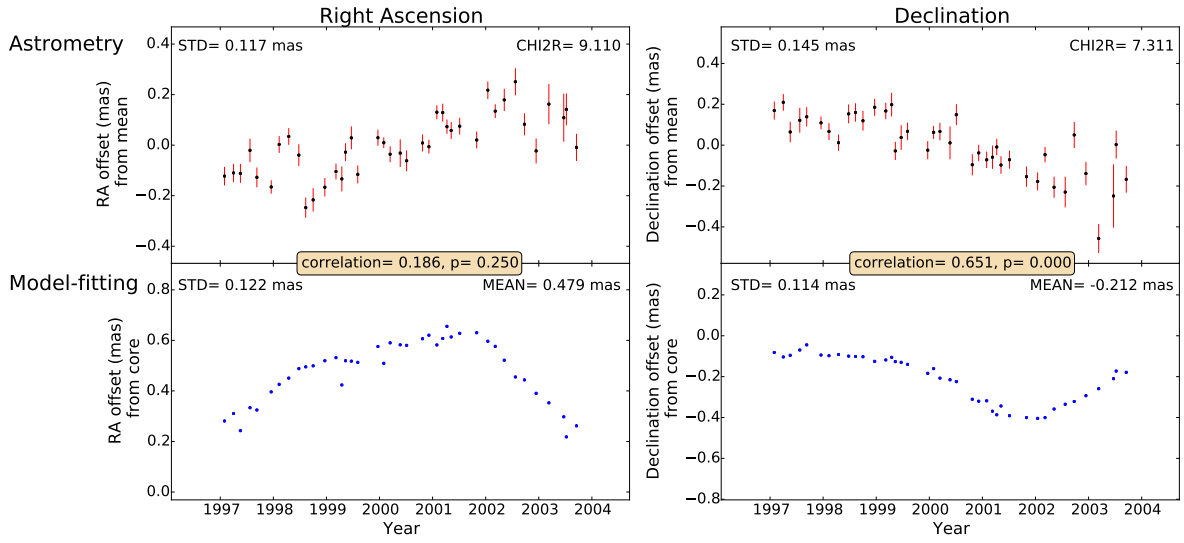 Right Ascension
Declination
Astrometry
Model-fitting
STD= 0.117 mas
CHI2R= 9.110
RA offset (mas)
from mean
0.4
0.2
0.0
−0.2
−0.4
STD= 0.145 mas
CHI2R= 7.311
Declination offset (mas)
from mean
0.4
0.2
0.0
−0.2
−0.4
correlation= 0.186, p= 0.250
correlation= 0.651, p= 0.000
STD= 0.122 mas
MEAN= 0.479 mas
RA offset (mas)
from core
0.8
0.6
0.4
0.2
0.0
1997 1998 1999 2000 2001 2002 2003 2004
Year
STD= 0.114 mas
MEAN= -0.212 mas
Declination offset (mas)
from core
0.2
0.0
−0.2
−0.4
−0.6
−0.8
1997 1998 1999 2000 2001 2002 2003 2004
Year